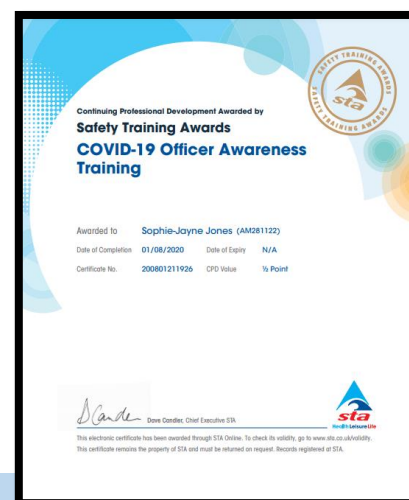 SAFETY TRAINING AWARDS
sta
SAFETY TRAINING AWARDS
Continuing Professional Development Awarded by
Safety Training Awards
COVID-19 Officer Awareness
Training
Awarded to Sophie-Jayne Jones (AM281122)
Date of Completion 01/08/2020 Date of Expiry N/A
Certificate No. 200801211926 CPD Value ½ Point
Dave Candler, Chief Executive STA
sta
Health Leisure Life
This electronic certificate has been awarded through STA Online. To check its validity, go to www.sta.co.uk/validity.
This certificate remains the property of STA and must be returned on request. Records registered at STA.